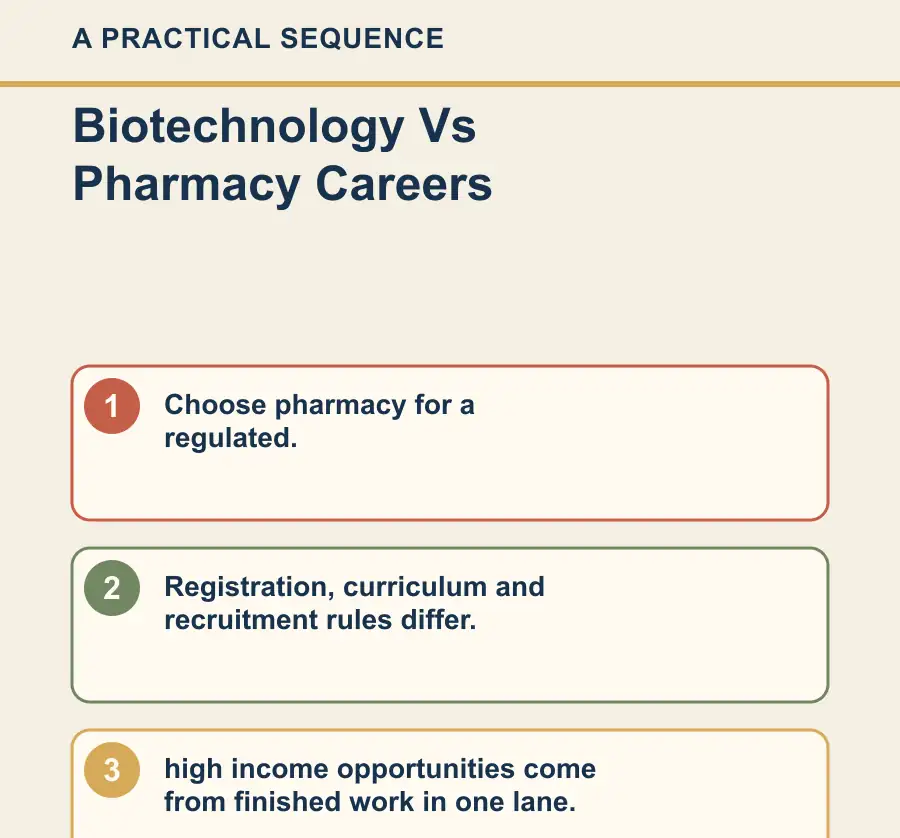 A PRACTICAL SEQUENCE
Biotechnology Vs
Pharmacy Careers
1
Choose pharmacy for a
regulated.
2
Registration, curriculum and
recruitment rules differ.
3
high income opportunities come
from finished work in one lane.